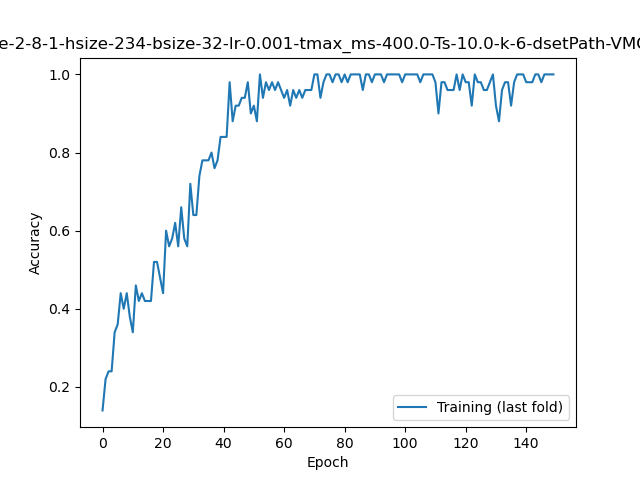 e-2-8-1-hsize-234-bsize-32-lr-0.001-tmax_ms-400.0-Ts-10.0-k-6-dsetPath-VMC
1.0
0.8
0.6
0.4
0.2
Accuracy
Training (last fold)
0 20 40 60 80 100 120 140
Epoch